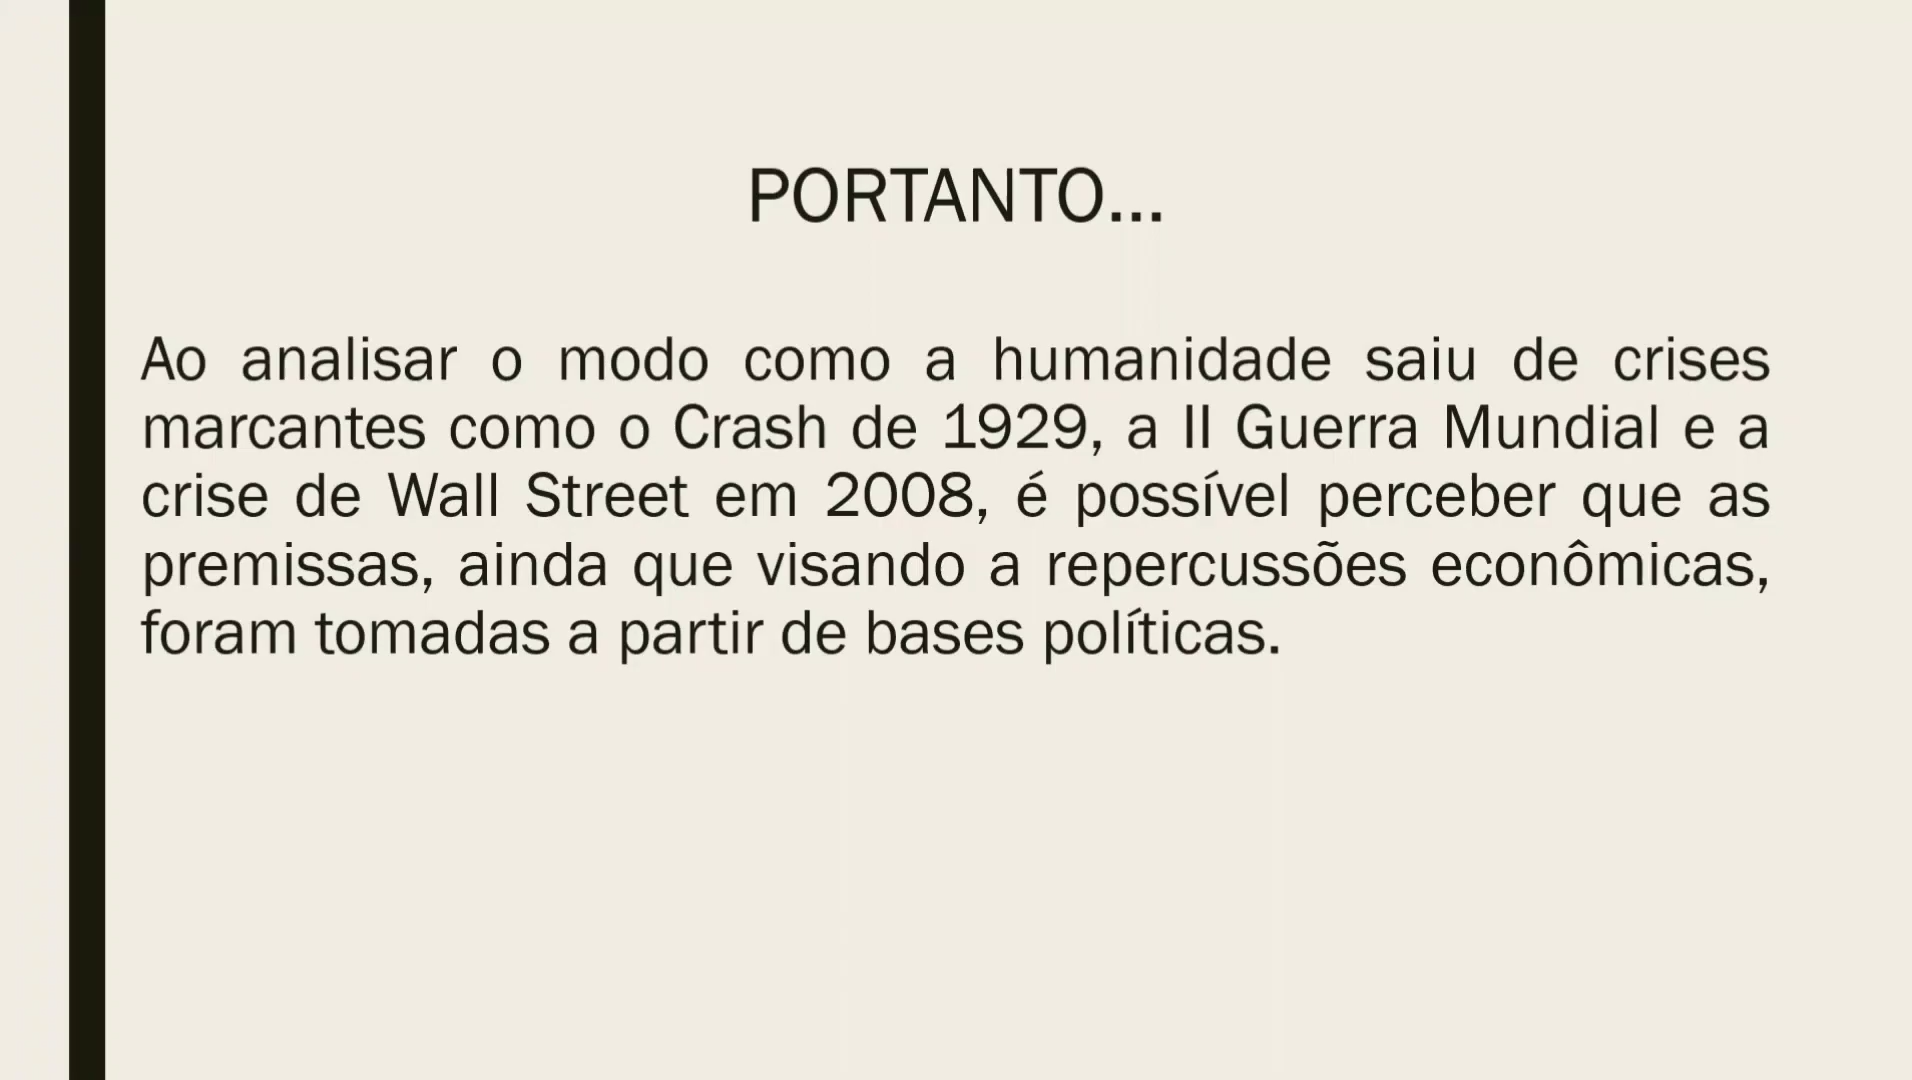 PORTANTO...
Ao analisar o modo como a humanidade saiu de crises
marcantes como o Crash de 1929, a II Guerra Mundial e a
crise de Wall Street em 2008, é possível perceber que as
premissas, ainda que visando a repercussões econômicas,
foram tomadas a partir de bases políticas.